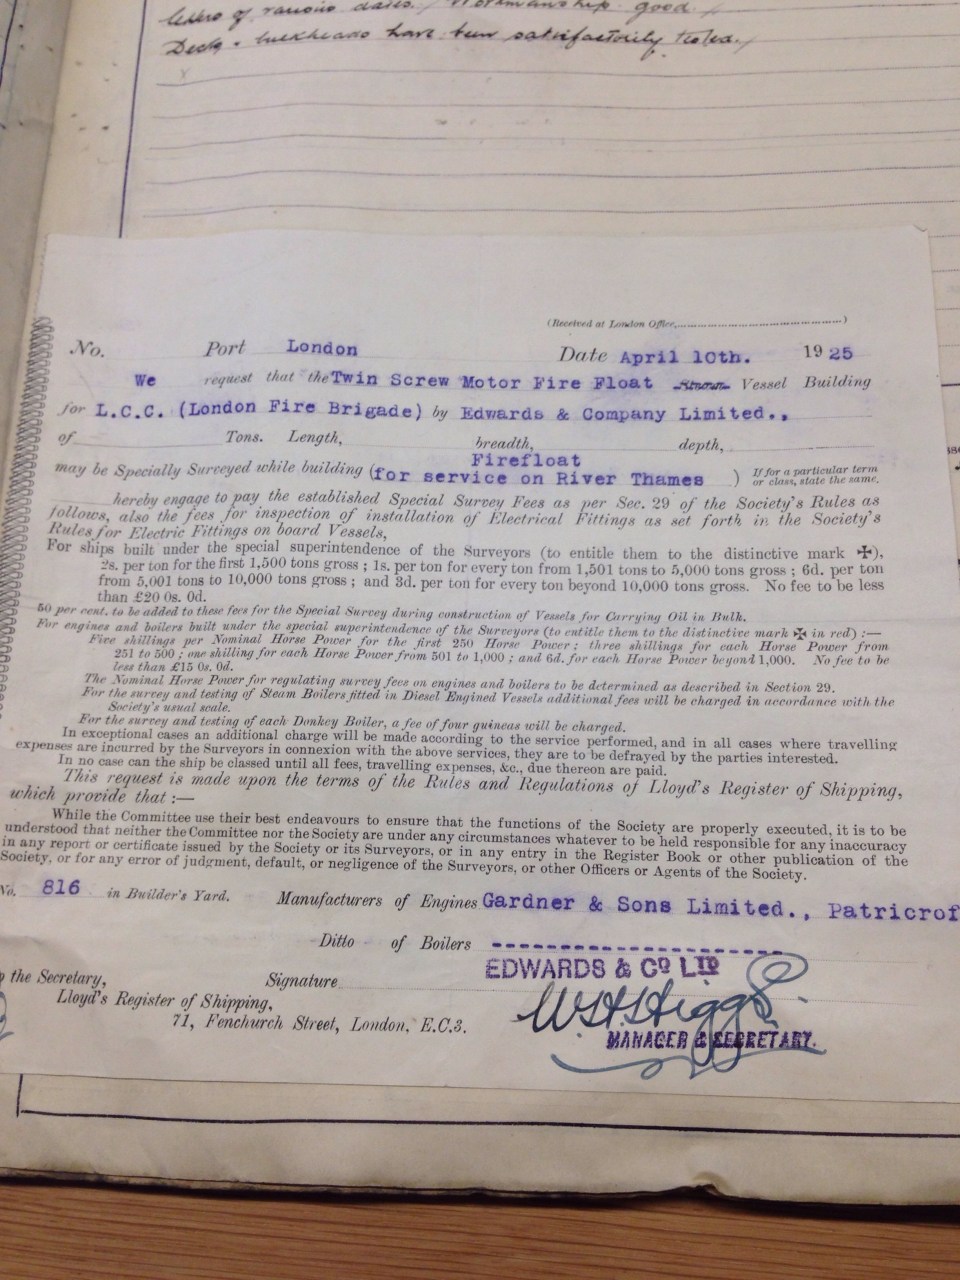 letters of various dates. / Workmanship good. /
Decks & bulkheads have been satisfactorily tested. /
(Received at London Office,..............................)
No. Port London Date April 10th. 1925
We request that the Twin Screw Motor Fire Float Steam Vessel Building
for L.C.C. (London Fire Brigade) by Edwards & Company Limited.,
of Tons. Length, breadth, depth,
Firefloat
may be Specially Surveyed while building (for service on River Thames ) If for a particular term
or class, state the same.
hereby engage to pay the established Special Survey Fees as per Sec. 29 of the Society's Rules as
follows, also the fees for inspection of installation of Electrical Fittings as set forth in the Society's
Rules for Electric Fittings on board Vessels,
For ships built under the special superintendence of the Surveyors (to entitle them to the distinctive mark ✠),
2s. per ton for the first 1,500 tons gross ; 1s. per ton for every ton from 1,501 tons to 5,000 tons gross ; 6d. per ton
from 5,001 tons to 10,000 tons gross ; and 3d. per ton for every ton beyond 10,000 tons gross. No fee to be less
than £20 0s. 0d.
50 per cent. to be added to these fees for the Special Survey during construction of Vessels for Carrying Oil in Bulk.
For engines and boilers built under the special superintendence of the Surveyors (to entitle them to the distinctive mark ✠ in red) :—
Five shillings per Nominal Horse Power for the first 250 Horse Power ; three shillings for each Horse Power from
251 to 500 ; one shilling for each Horse Power from 501 to 1,000 ; and 6d. for each Horse Power beyond 1,000. No fee to be
less than £15 0s. 0d.
The Nominal Horse Power for regulating survey fees on engines and boilers to be determined as described in Section 29.
For the survey and testing of Steam Boilers fitted in Diesel Engined Vessels additional fees will be charged in accordance with the
Society's usual scale.
For the survey and testing of each Donkey Boiler, a fee of four guineas will be charged.
In exceptional cases an additional charge will be made according to the service performed, and in all cases where travelling
expenses are incurred by the Surveyors in connexion with the above services, they are to be defrayed by the parties interested.
In no case can the ship be classed until all fees, travelling expenses, &c., due thereon are paid.
This request is made upon the terms of the Rules and Regulations of Lloyd's Register of Shipping,
which provide that :—
While the Committee use their best endeavours to ensure that the functions of the Society are properly executed, it is to be
understood that neither the Committee nor the Society are under any circumstances whatever to be held responsible for any inaccuracy
in any report or certificate issued by the Society or its Surveyors, or in any entry in the Register Book or other publication of the
Society, or for any error of judgment, default, or negligence of the Surveyors, or other Officers or Agents of the Society.
No. 816 in Builder's Yard. Manufacturers of Engines Gardner & Sons Limited., Patricrof
Ditto of Boilers --------------------
EDWARDS & CO LTD
the Secretary, Signature
Lloyd's Register of Shipping, W.H. Higgs
71, Fenchurch Street, London, E.C.3. MANAGER & SECRETARY.